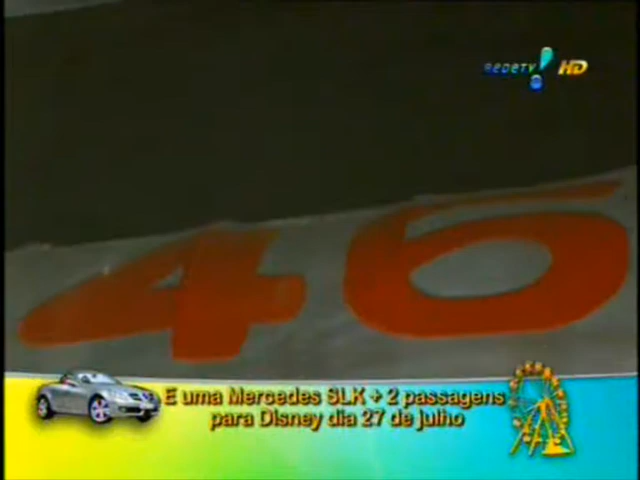 REDETV! HD
46
E uma Mercedes SLK + 2 passagens
para Disney dia 27 de julho